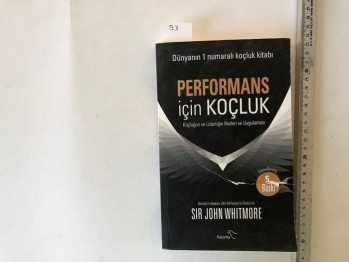 93
Dünyanın 1 numaralı koçluk kitabı
PERFORMANS
için KOÇLUK
Koçluğun ve Liderliğin İlkeleri ve Uygulaması
5.
Baskı
SIR JOHN WHITMORE